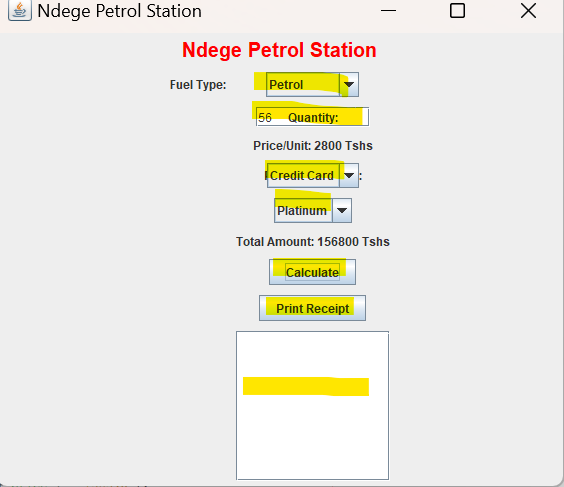 Ndege Petrol Station
Ndege Petrol Station
Fuel Type: Petrol
56 Quantity:
Price/Unit: 2800 Tshs
Credit Card :
Platinum
Total Amount: 156800 Tshs
Calculate
Print Receipt